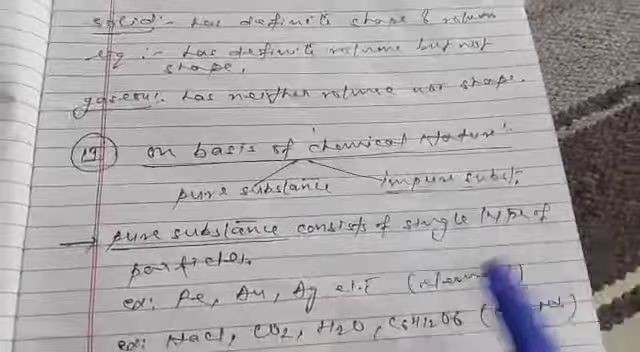 solid:- has definite shape & volume
liq :- has definite volume but not
shape.
gaseous:- has neither volume nor shape.
19 On basis of 'Chemical Nature'.
pure substance impure subst.
→ pure substance consists of single type of
particles.
ex: Fe, Au, Ag etc
ex: NaCl, CO2, H2O, C6H12O6